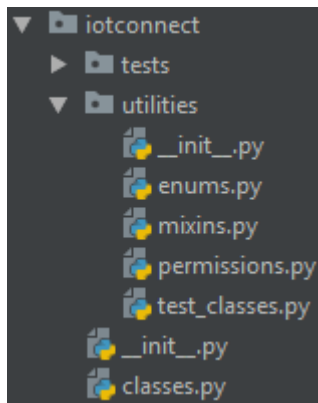 iotconnect
tests
utilities
__init__.py
enums.py
mixins.py
permissions.py
test_classes.py
__init__.py
classes.py